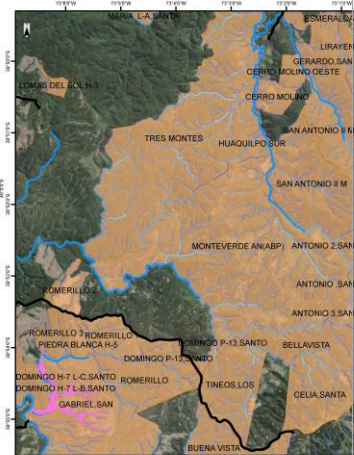 MARIA L-A.SANTA
ESMERALDA
LIRAYEN
GERARDO.SAN
CERRO MOLINO OESTE
LOMAS DEL SOL H-3
CERRO MOLINO
SAN ANTONIO II N
TRES MONTES
HUAQUILPO SUR
SAN ANTONIO II M
MONTEVERDE AN(ABP)
ANTONIO 2.SAN
ANTONIO .SAN
ROMERILLO 2
ANTONIO 3.SAN
ROMERILLO 3
ROMERILLO
PIEDRA BLANCA H-5
DOMINGO P-13.SANTO
BELLAVISTA
DOMINGO P-13.SANTO
DOMINGO H-7 L-C.SANTO
ROMERILLO
TINEOS.LOS
DOMINGO H-7 L-B.SANTO
CELIA.SANTA
GABRIEL.SAN
BUENA VISTA